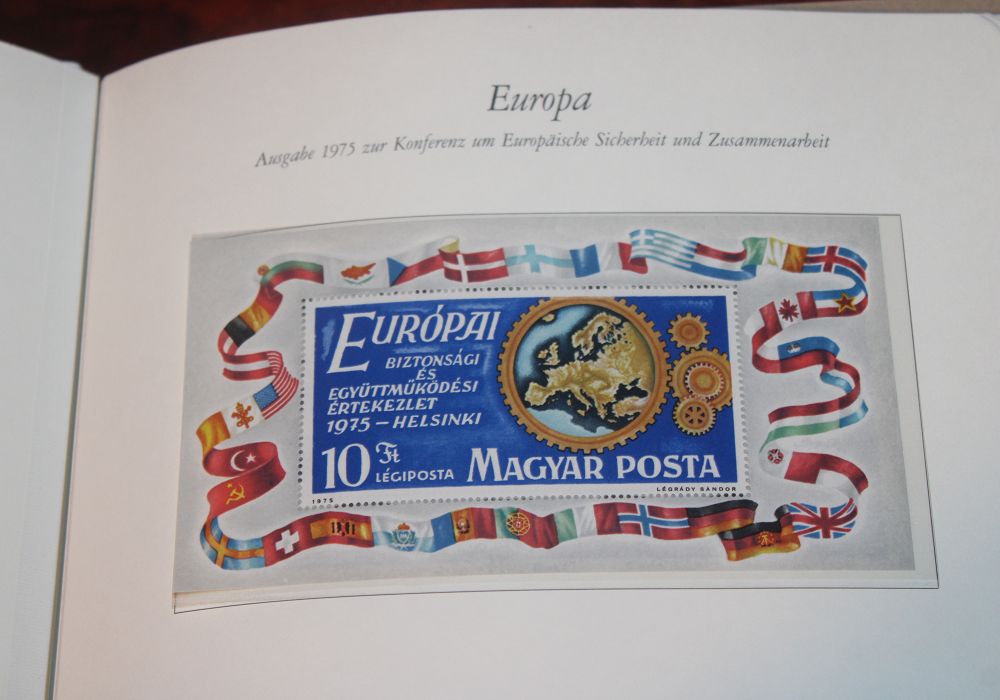 Europa
Ausgabe 1975 zur Konferenz um Europäische Sicherheit und Zusammenarbeit
EURÓPAI
BIZTONSÁGI
ÉS
EGYÜTTMŰKÖDÉSI
ÉRTEKEZLET
1975 – HELSINKI
10 Ft
LÉGIPOSTA
MAGYAR POSTA
1975
LÉGRÁDY SÁNDOR